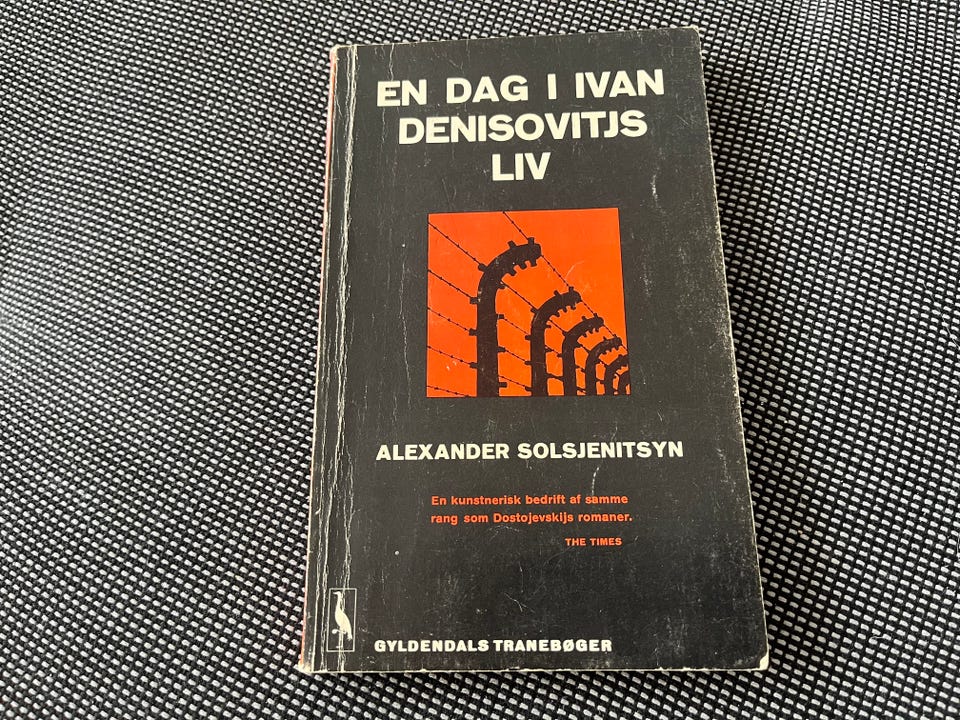 EN DAG I IVAN
DENISOVITJS
LIV
ALEXANDER SOLSJENITSYN
En kunstnerisk bedrift af samme
rang som Dostojevskijs romaner.
THE TIMES
GYLDENDALS TRANEBØGER